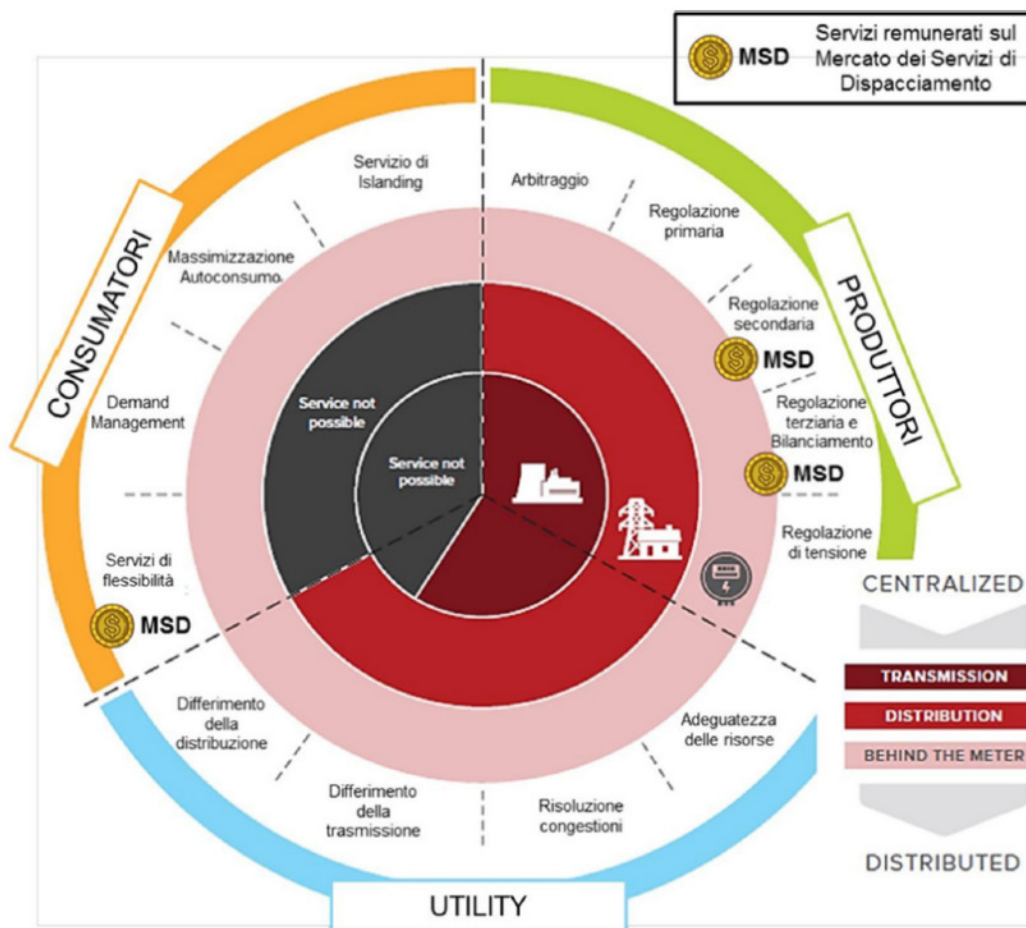 Servizi remunerati sul
MSD
Mercato dei Servizi di
Dispacciamento
Servizio di
Islanding
Arbitraggio
Regolazione
primaria
Massimizzazione
Autoconsumo
Regolazione
secondaria
MSD
CONSUMATORI
PRODUTTORI
Demand
Management
Service not
possible
Service not
possible
Regolazione
terziaria e
Bilanciamento
MSD
Regolazione
di tensione
Servizi di
flessibilità
MSD
CENTRALIZED
TRANSMISSION
DISTRIBUTION
BEHIND THE METER
DISTRIBUTED
Differimento
della
distribuzione
Differimento
della
trasmissione
Risoluzione
congestioni
Adeguatezza
delle risorse
UTILITY